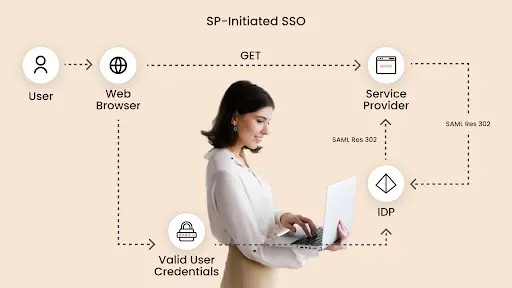 SP-Initiated SSO
GET
User
Web
Browser
Service
Provider
SAML Res 302
SAML Res 302
IDP
Valid User
Credentials